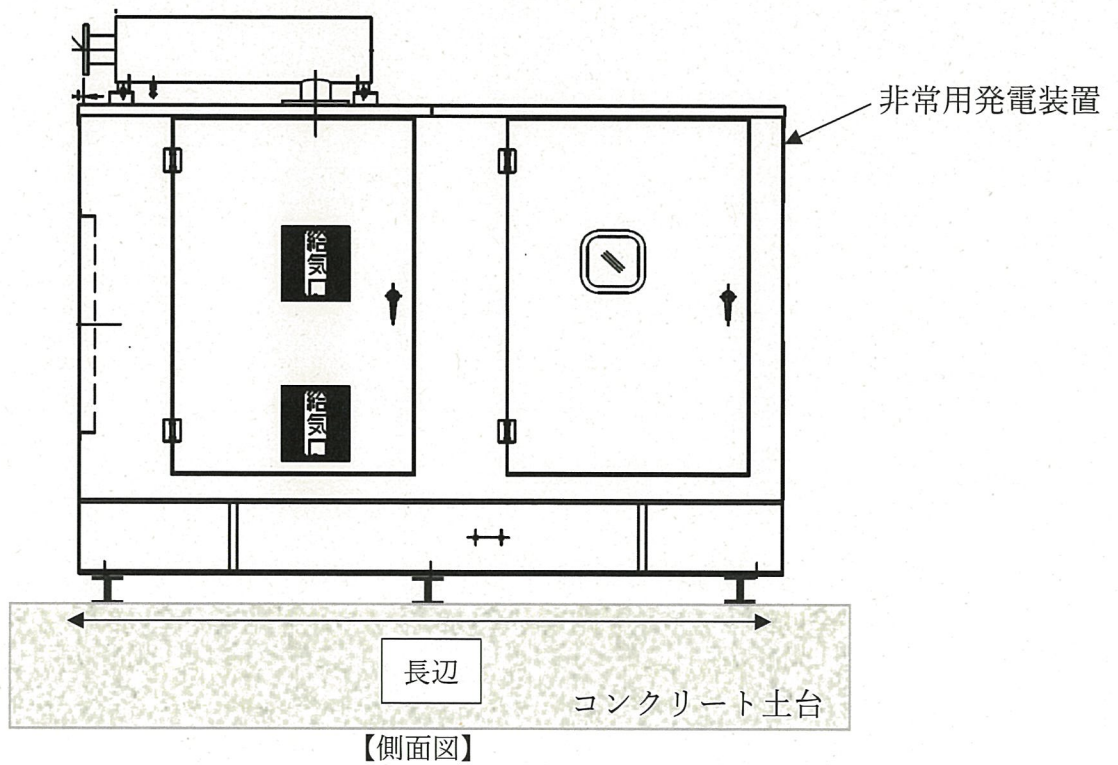 非常用発電装置
給気口
給気口
長辺
コンクリート土台
【側面図】